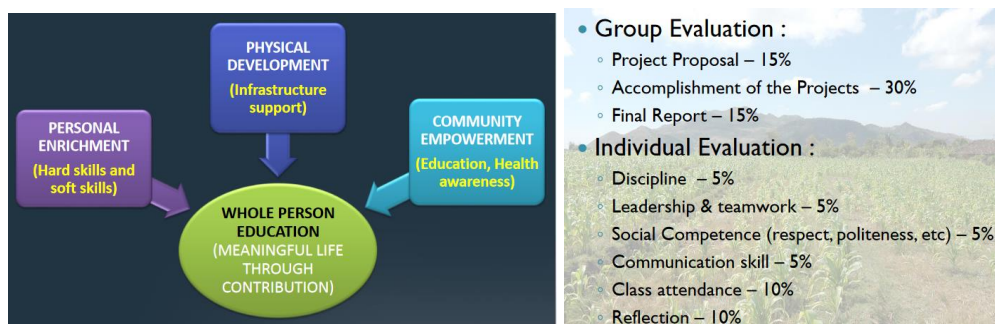 PHYSICAL
DEVELOPMENT
(Infrastructure
support)
PERSONAL
ENRICHMENT
(Hard skills and
soft skills)
COMMUNITY
EMPOWERMENT
(Education, Health
awareness)
WHOLE PERSON
EDUCATION
(MEANINGFUL LIFE
THROUGH
CONTRIBUTION)
• Group Evaluation :
◦ Project Proposal – 15%
◦ Accomplishment of the Projects – 30%
◦ Final Report – 15%
• Individual Evaluation :
◦ Discipline – 5%
◦ Leadership & teamwork – 5%
◦ Social Competence (respect, politeness, etc) – 5%
◦ Communication skill – 5%
◦ Class attendance – 10%
◦ Reflection – 10%